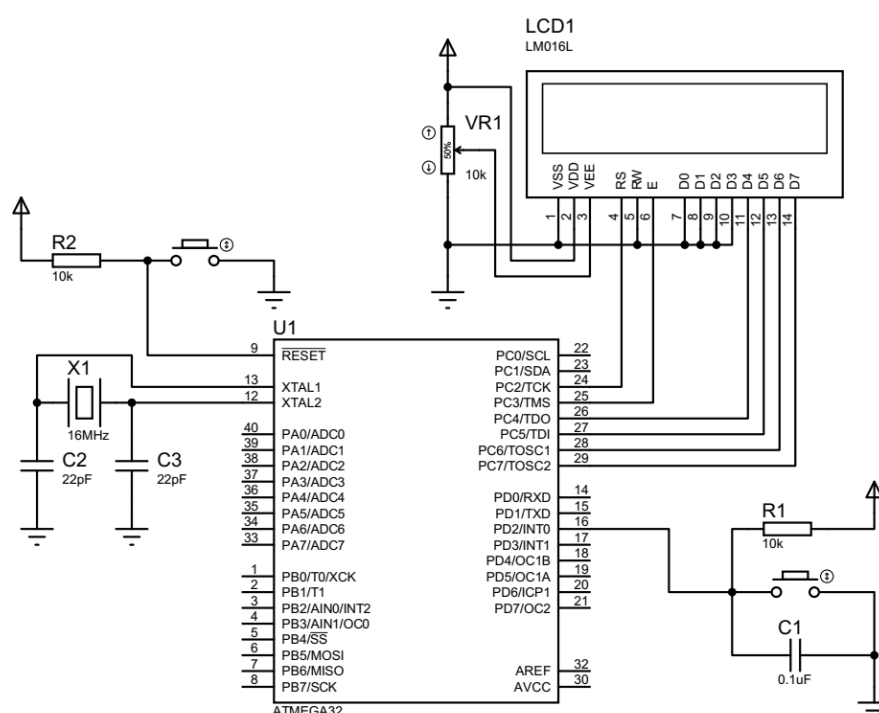 LCD1
LM016L
VR1
50%
10k
VSS
VDD
VEE
RS
RW
E
D0
D1
D2
D3
D4
D5
D6
D7
1
2
3
4
5
6
7
8
9
10
11
12
13
14
R2
10k
U1
9 RESET
13 XTAL1
12 XTAL2
X1
16MHz
C2
22pF
C3
22pF
40 PA0/ADC0
39 PA1/ADC1
38 PA2/ADC2
37 PA3/ADC3
36 PA4/ADC4
35 PA5/ADC5
34 PA6/ADC6
33 PA7/ADC7
1 PB0/T0/XCK
2 PB1/T1
3 PB2/AIN0/INT2
4 PB3/AIN1/OC0
5 PB4/SS
6 PB5/MOSI
7 PB6/MISO
8 PB7/SCK
PC0/SCL 22
PC1/SDA 23
PC2/TCK 24
PC3/TMS 25
PC4/TDO 26
PC5/TDI 27
PC6/TOSC1 28
PC7/TOSC2 29
PD0/RXD 14
PD1/TXD 15
PD2/INT0 16
PD3/INT1 17
PD4/OC1B 18
PD5/OC1A 19
PD6/ICP1 20
PD7/OC2 21
AREF 32
AVCC 30
ATMEGA32
R1
10k
C1
0.1uF